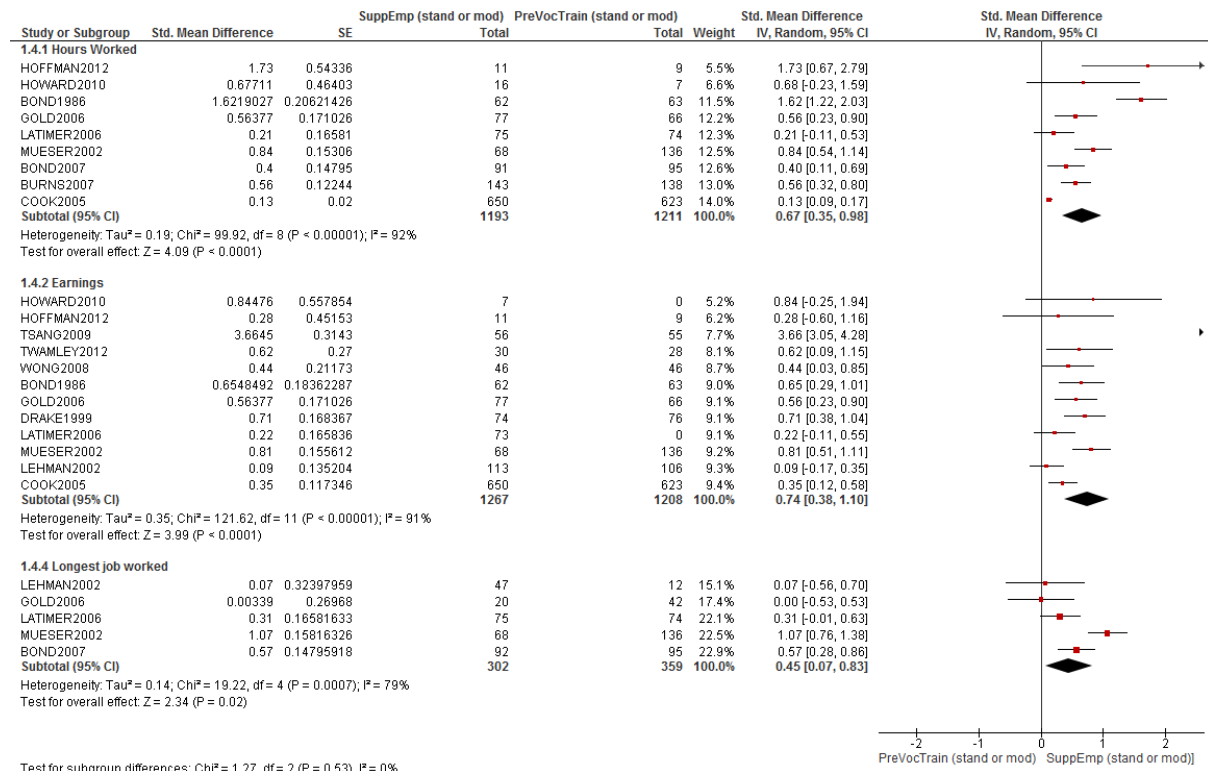 SuppEmp (stand or mod) PreVocTrain (stand or mod) Std. Mean Difference Std. Mean Difference
Study or Subgroup Std. Mean Difference SE Total Total Weight IV, Random, 95% CI IV, Random, 95% CI
1.4.1 Hours Worked
HOFFMAN2012 1.73 0.54336 11 9 5.5% 1.73 [0.67, 2.79]
HOWARD2010 0.67711 0.46403 16 7 6.6% 0.68 [-0.23, 1.59]
BOND1986 1.6219027 0.20621426 62 63 11.5% 1.62 [1.22, 2.03]
GOLD2006 0.56377 0.171026 77 66 12.2% 0.56 [0.23, 0.90]
LATIMER2006 0.21 0.16581 75 74 12.3% 0.21 [-0.11, 0.53]
MUESER2002 0.84 0.15306 68 136 12.5% 0.84 [0.54, 1.14]
BOND2007 0.4 0.14795 91 95 12.6% 0.40 [0.11, 0.69]
BURNS2007 0.56 0.12244 143 138 13.0% 0.56 [0.32, 0.80]
COOK2005 0.13 0.02 650 623 14.0% 0.13 [0.09, 0.17]
Subtotal (95% CI) 1193 1211 100.0% 0.67 [0.35, 0.98]
Heterogeneity: Tau² = 0.19; Chi² = 99.92, df = 8 (P < 0.00001); I² = 92%
Test for overall effect: Z = 4.09 (P < 0.0001)
1.4.2 Earnings
HOWARD2010 0.84476 0.557854 7 0 5.2% 0.84 [-0.25, 1.94]
HOFFMAN2012 0.28 0.45153 11 9 6.2% 0.28 [-0.60, 1.16]
TSANG2009 3.6645 0.3143 56 55 7.8% 3.66 [3.05, 4.28]
TWAMLEY2012 0.62 0.27 30 28 8.1% 0.62 [0.09, 1.15]
WONG2008 0.44 0.21173 46 46 8.7% 0.44 [0.03, 0.85]
BOND1986 0.6548492 0.18362287 62 63 9.0% 0.65 [0.29, 1.01]
GOLD2006 0.56377 0.171026 77 66 9.1% 0.56 [0.23, 0.90]
DRAKE1999 0.71 0.168367 74 76 9.1% 0.71 [0.38, 1.04]
LATIMER2006 0.22 0.165836 73 0 9.1% 0.22 [-0.11, 0.55]
MUESER2002 0.81 0.155612 68 136 9.2% 0.81 [0.51, 1.11]
LEHMAN2002 0.09 0.135204 113 106 9.3% 0.09 [-0.17, 0.35]
COOK2005 0.35 0.117346 650 623 9.4% 0.35 [0.12, 0.58]
Subtotal (95% CI) 1267 1208 100.0% 0.74 [0.38, 1.10]
Heterogeneity: Tau² = 0.35; Chi² = 121.62, df = 11 (P < 0.00001); I² = 91%
Test for overall effect: Z = 3.99 (P < 0.0001)
1.4.4 Longest job worked
LEHMAN2002 0.07 0.32397959 47 12 15.1% 0.07 [-0.56, 0.70]
GOLD2006 0.00339 0.26968 20 42 17.4% 0.00 [-0.53, 0.53]
LATIMER2006 0.31 0.16581633 75 74 22.1% 0.31 [-0.01, 0.63]
MUESER2002 1.07 0.15816326 68 136 22.5% 1.07 [0.76, 1.38]
BOND2007 0.57 0.14795918 92 95 22.9% 0.57 [0.28, 0.86]
Subtotal (95% CI) 302 359 100.0% 0.45 [0.07, 0.83]
Heterogeneity: Tau² = 0.14; Chi² = 19.22, df = 4 (P = 0.0007); I² = 79%
Test for overall effect: Z = 2.34 (P = 0.02)
-2 -1 0 1 2
PreVocTrain (stand or mod) SuppEmp (stand or mod)]
Test for subgroup differences: Chi² = 1.27, df = 2 (P = 0.53), I² = 0%